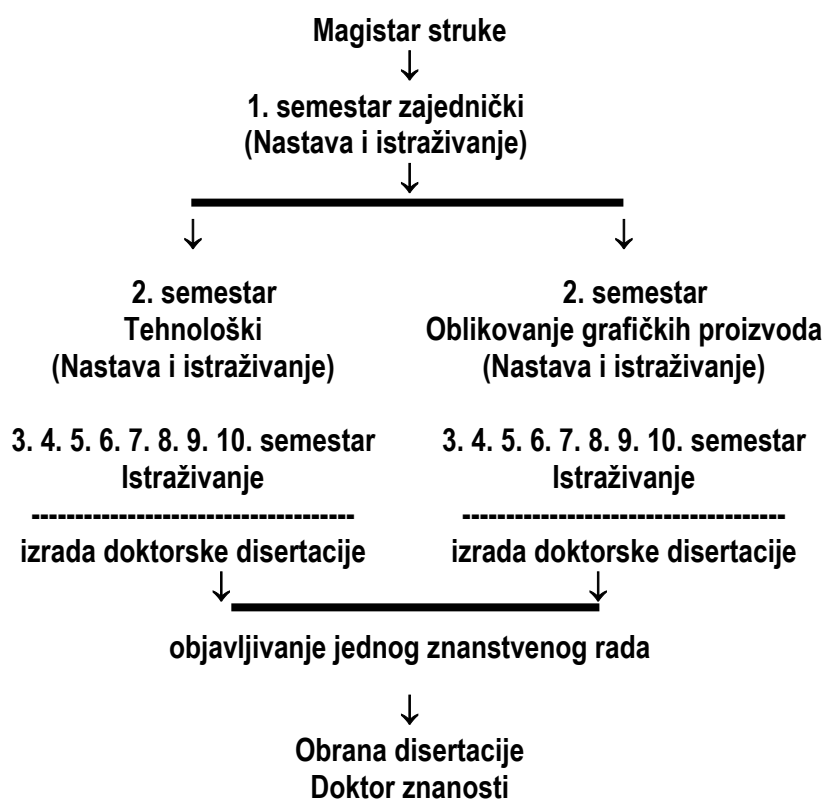 Magistar struke
↓
1. semestar zajednički
(Nastava i istraživanje)
↓
↓
2. semestar
Tehnološki
(Nastava i istraživanje)
3. 4. 5. 6. 7. 8. 9. 10. semestar
Istraživanje
-------------------------------------
izrada doktorske disertacije
↓
↓
2. semestar
Oblikovanje grafičkih proizvoda
(Nastava i istraživanje)
3. 4. 5. 6. 7. 8. 9. 10. semestar
Istraživanje
-------------------------------------
izrada doktorske disertacije
↓
objavljivanje jednog znanstvenog rada
↓
Obrana disertacije
Doktor znanosti